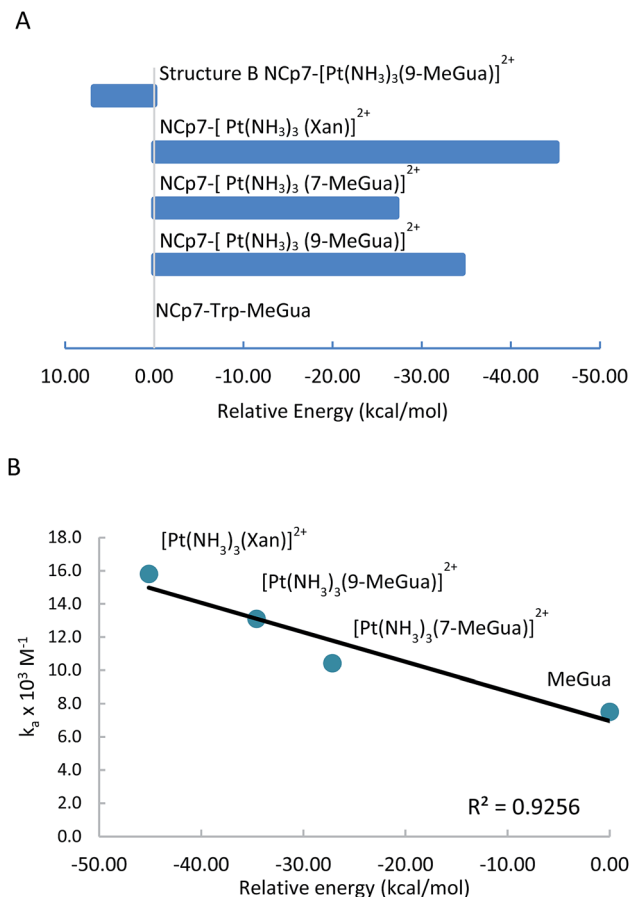 A
Structure B NCp7-[Pt(NH₃)₃(9-MeGua)]²⁺
NCp7-[ Pt(NH₃)₃ (Xan)]²⁺
NCp7-[ Pt(NH₃)₃ (7-MeGua)]²⁺
NCp7-[ Pt(NH₃)₃ (9-MeGua)]²⁺
NCp7-Trp-MeGua
10.00 0.00 -10.00 -20.00 -30.00 -40.00 -50.00
Relative Energy (kcal/mol)
B
kₐ x 10³ M⁻¹
18.0
16.0
14.0
12.0
10.0
8.0
6.0
4.0
2.0
0.0
[Pt(NH₃)₃(Xan)]²⁺
[Pt(NH₃)₃(9-MeGua)]²⁺
[Pt(NH₃)₃(7-MeGua)]²⁺
MeGua
R² = 0.9256
-50.00 -40.00 -30.00 -20.00 -10.00 0.00
Relative energy (kcal/mol)